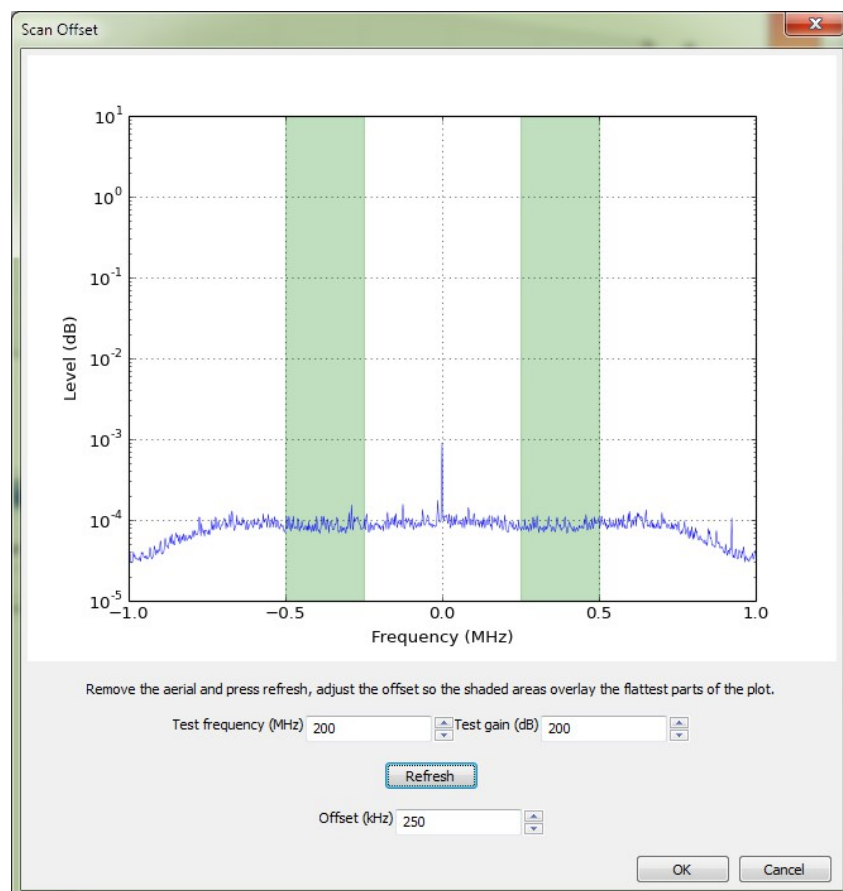 Scan Offset
10^1
10^0
10^-1
10^-2
10^-3
10^-4
10^-5
Level (dB)
−1.0 −0.5 0.0 0.5 1.0
Frequency (MHz)
Remove the aerial and press refresh, adjust the offset so the shaded areas overlay the flattest parts of the plot.
Test frequency (MHz) 200 Test gain (dB) 200
Refresh
Offset (kHz) 250
OK Cancel